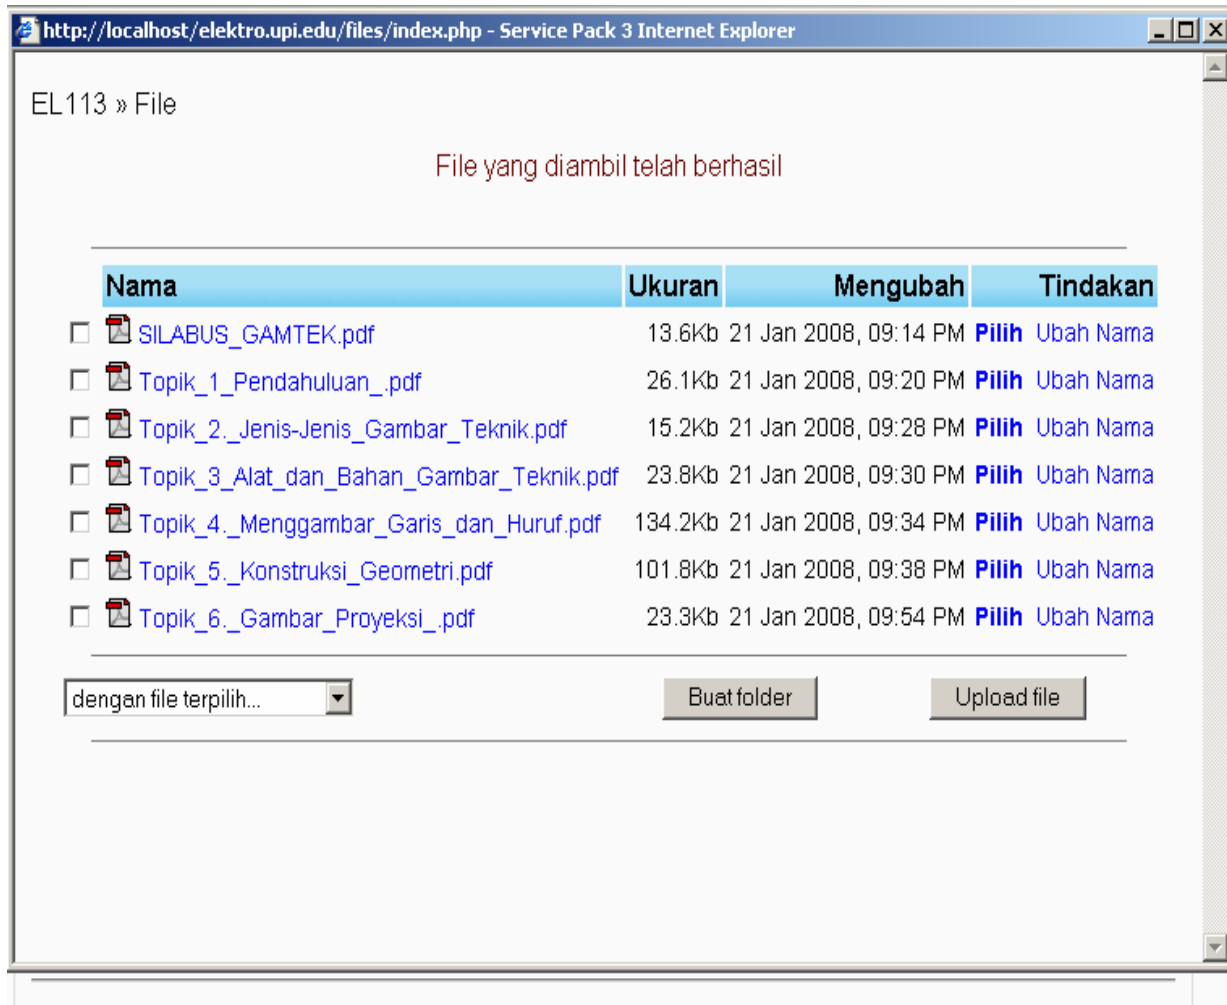 http://localhost/elektro.upi.edu/files/index.php - Service Pack 3 Internet Explorer
EL113 » File
File yang diambil telah berhasil
Nama Ukuran Mengubah Tindakan
SILABUS_GAMTEK.pdf 13.6Kb 21 Jan 2008, 09:14 PM Pilih Ubah Nama
Topik_1_Pendahuluan_.pdf 26.1Kb 21 Jan 2008, 09:20 PM Pilih Ubah Nama
Topik_2._Jenis-Jenis_Gambar_Teknik.pdf 15.2Kb 21 Jan 2008, 09:28 PM Pilih Ubah Nama
Topik_3_Alat_dan_Bahan_Gambar_Teknik.pdf 23.8Kb 21 Jan 2008, 09:30 PM Pilih Ubah Nama
Topik_4._Menggambar_Garis_dan_Huruf.pdf 134.2Kb 21 Jan 2008, 09:34 PM Pilih Ubah Nama
Topik_5._Konstruksi_Geometri.pdf 101.8Kb 21 Jan 2008, 09:38 PM Pilih Ubah Nama
Topik_6._Gambar_Proyeksi_.pdf 23.3Kb 21 Jan 2008, 09:54 PM Pilih Ubah Nama
dengan file terpilih... Buat folder Upload file